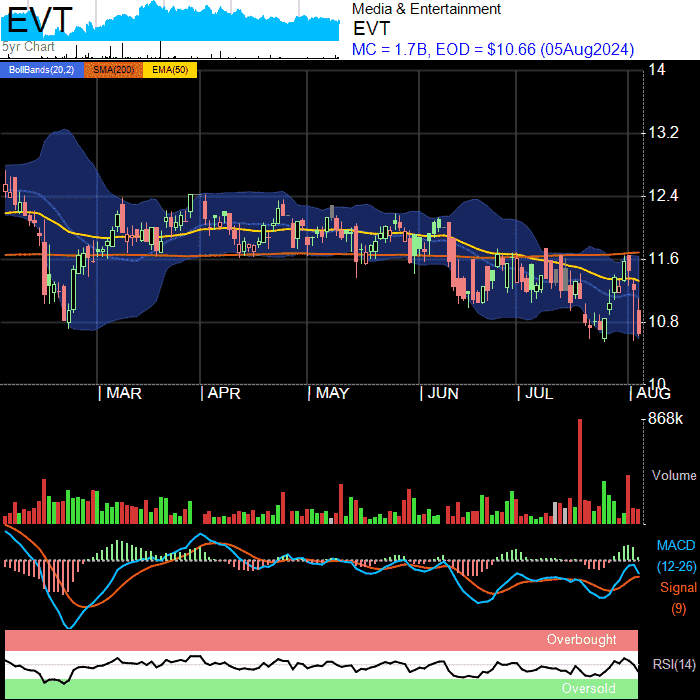 EVT
5yr Chart
Media & Entertainment
EVT
MC = 1.7B, EOD = $10.66 (05Aug2024)
BollBands(20,2) SMA(200) EMA(50)
14
13.2
12.4
11.6
10.8
10
| MAR | APR | MAY | JUN | JUL | AUG
868k
Volume
MACD
(12-26)
Signal
(9)
Overbought
RSI(14)
Oversold